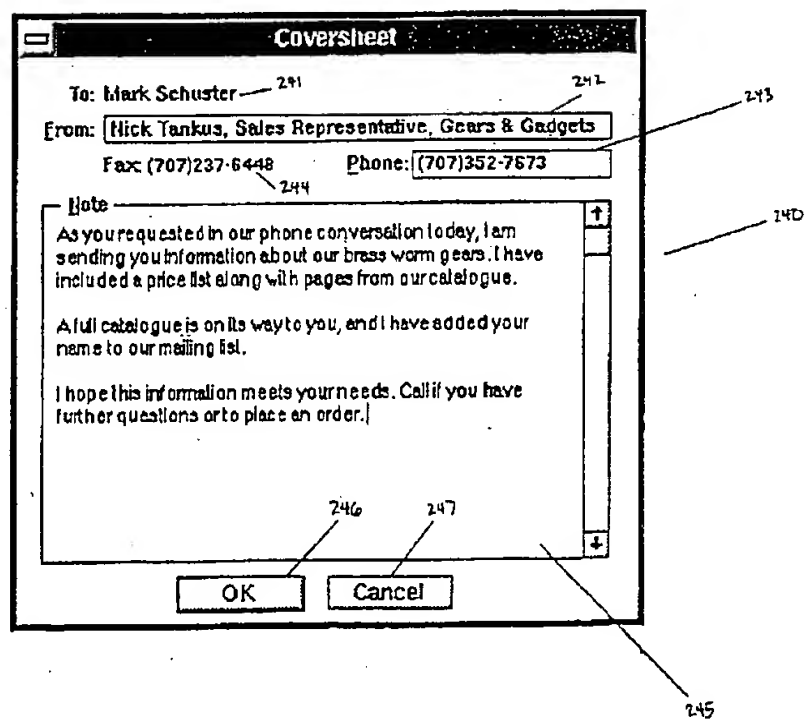 Coversheet
To: Mark Schuster 241
242
From: Nick Tankus, Sales Representative, Gears & Gadgets
243
Fax: (707)237-6448 Phone: (707)352-7673
244
Note
240
As you requested in our phone conversation today, I am
sending you information about our brass worm gears. I have
included a price list along with pages from our catalogue.
A full catalogue is on its way to you, and I have added your
name to our mailing list.
I hope this information meets your needs. Call if you have
further questions or to place an order.
246 247
OK Cancel
245